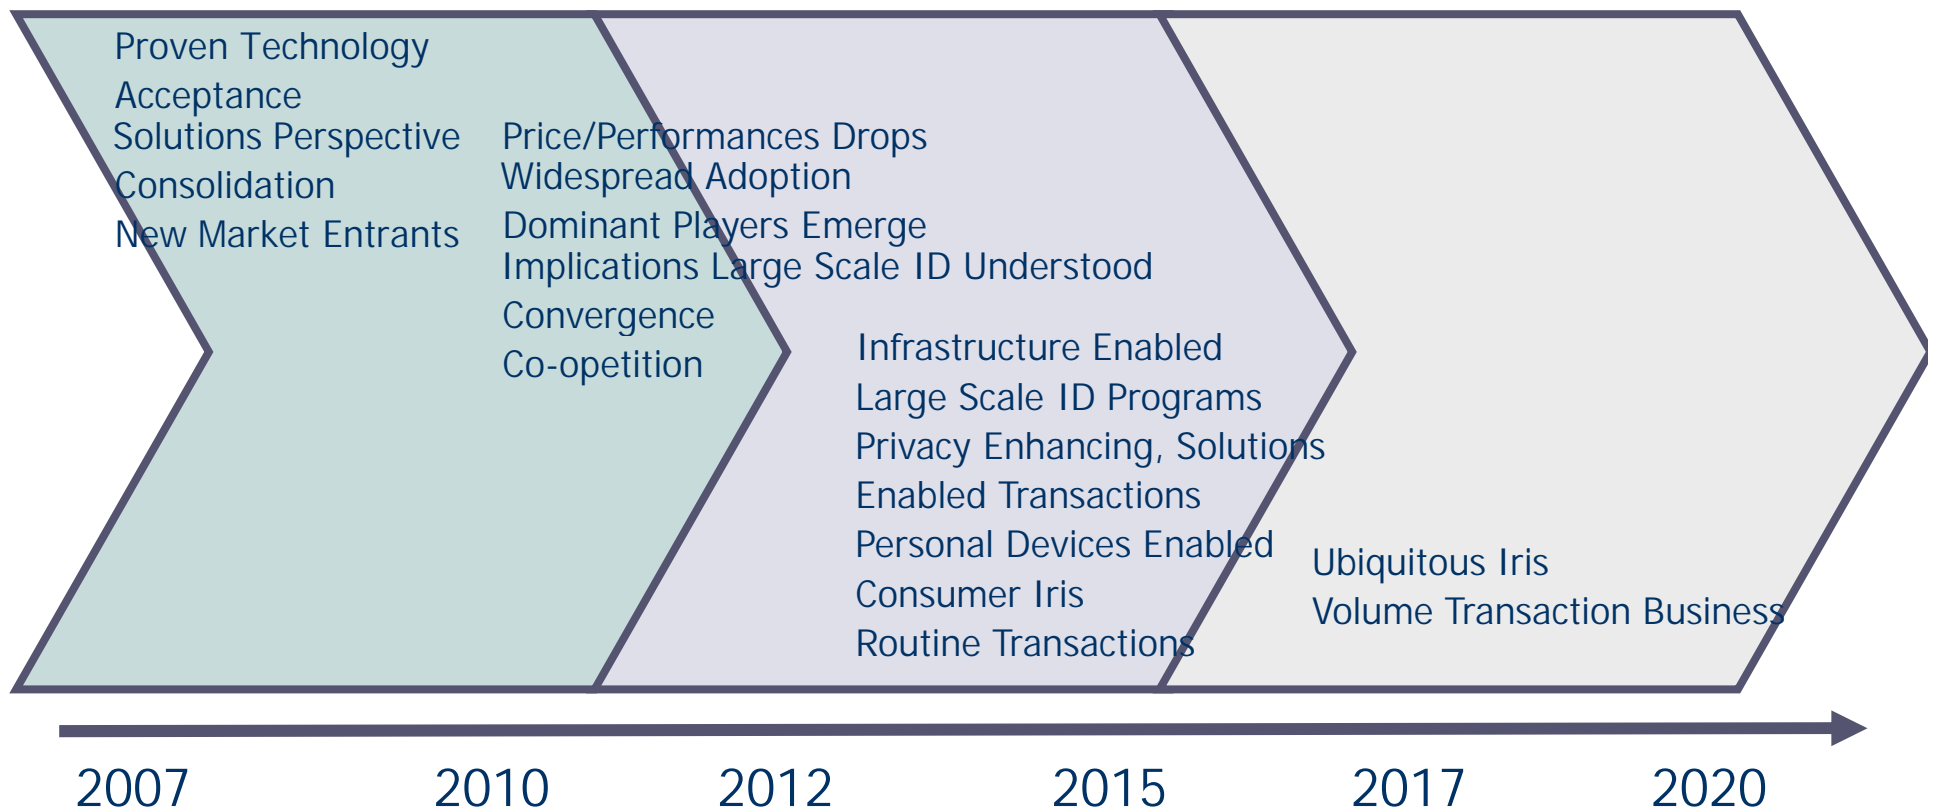 Proven Technology
Acceptance
Solutions Perspective
Consolidation
New Market Entrants
Price/Performances Drops
Widespread Adoption
Dominant Players Emerge
Implications Large Scale ID Understood
Convergence
Co-opetition
Infrastructure Enabled
Large Scale ID Programs
Privacy Enhancing, Solutions
Enabled Transactions
Personal Devices Enabled
Consumer Iris
Routine Transactions
Ubiquitous Iris
Volume Transaction Business
2007 2010 2012 2015 2017 2020